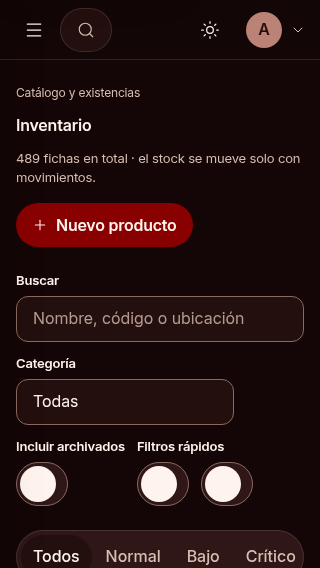 A
Catálogo y existencias
Inventario
489 fichas en total · el stock se mueve solo con
movimientos.
+ Nuevo producto
Buscar
Nombre, código o ubicación
Categoría
Todas
Incluir archivados Filtros rápidos
Todos Normal Bajo Crítico